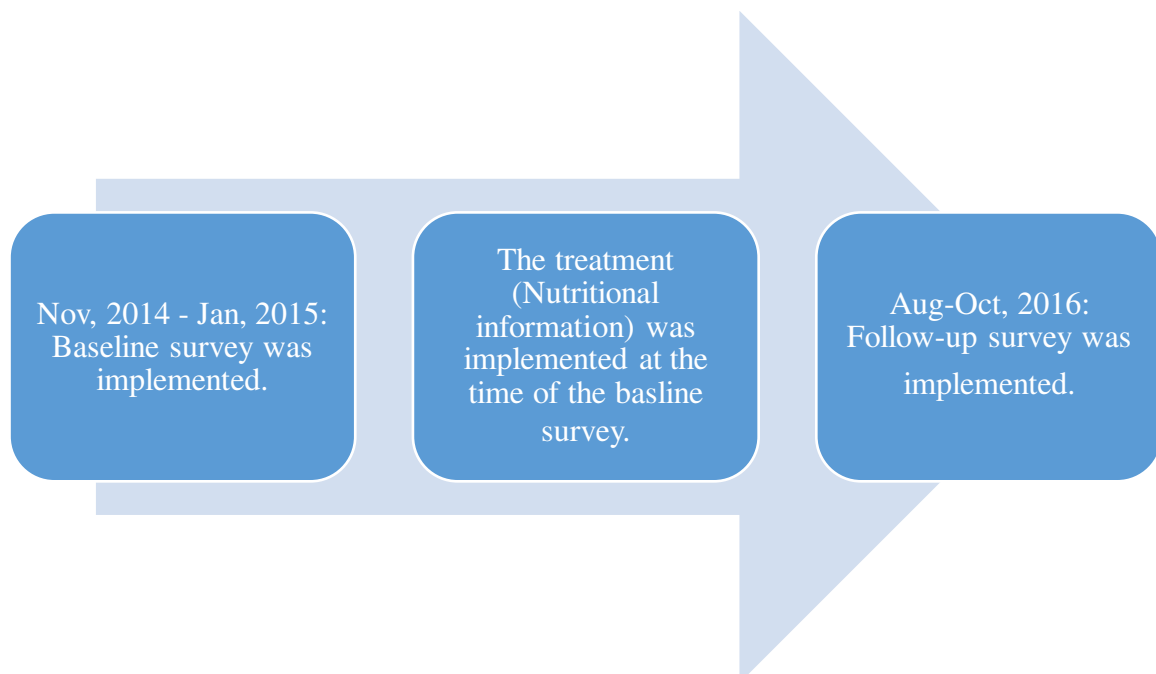 Nov, 2014 - Jan, 2015:
Baseline survey was
implemented.
The treatment
(Nutritional
information) was
implemented at the
time of the basline
survey.
Aug-Oct, 2016:
Follow-up survey was
implemented.